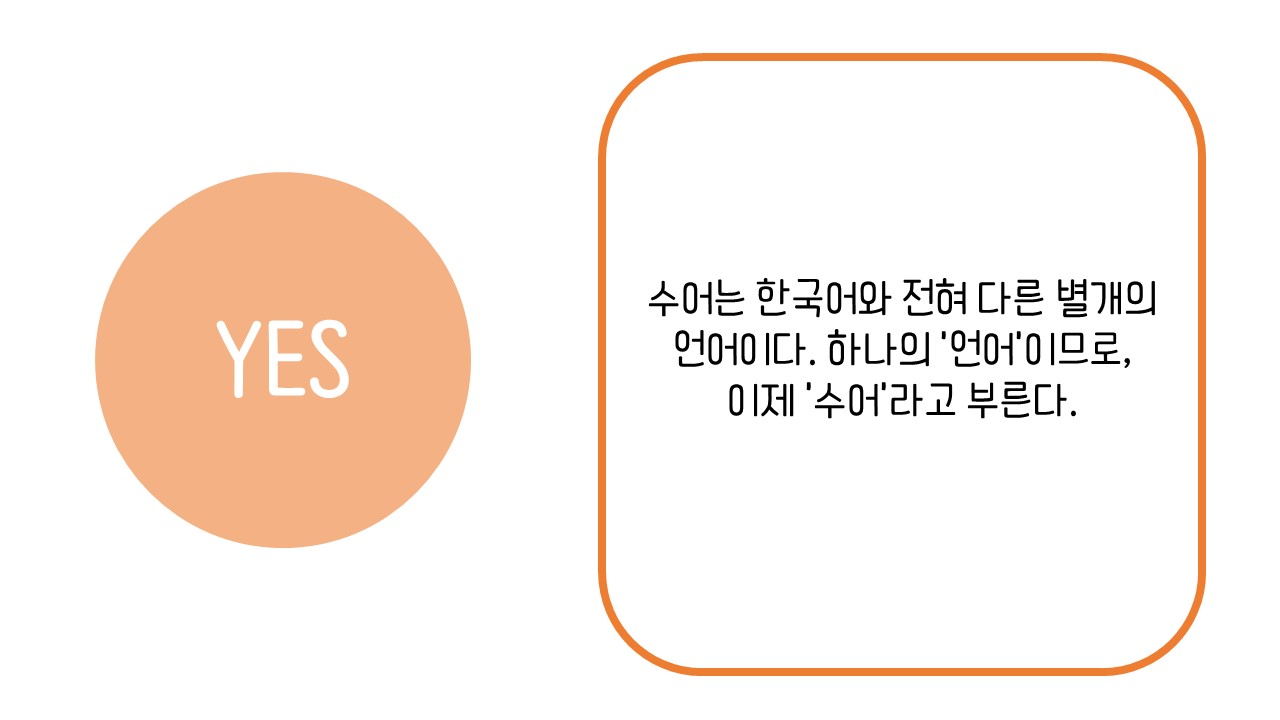 YES
수어는 한국어와 전혀 다른 별개의
언어이다. 하나의 '언어'이므로,
이제 '수어'라고 부른다.